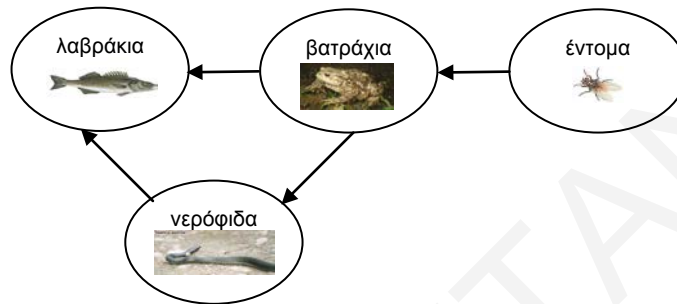 λαβράκια
βατράχια
έντομα
νερόφιδα